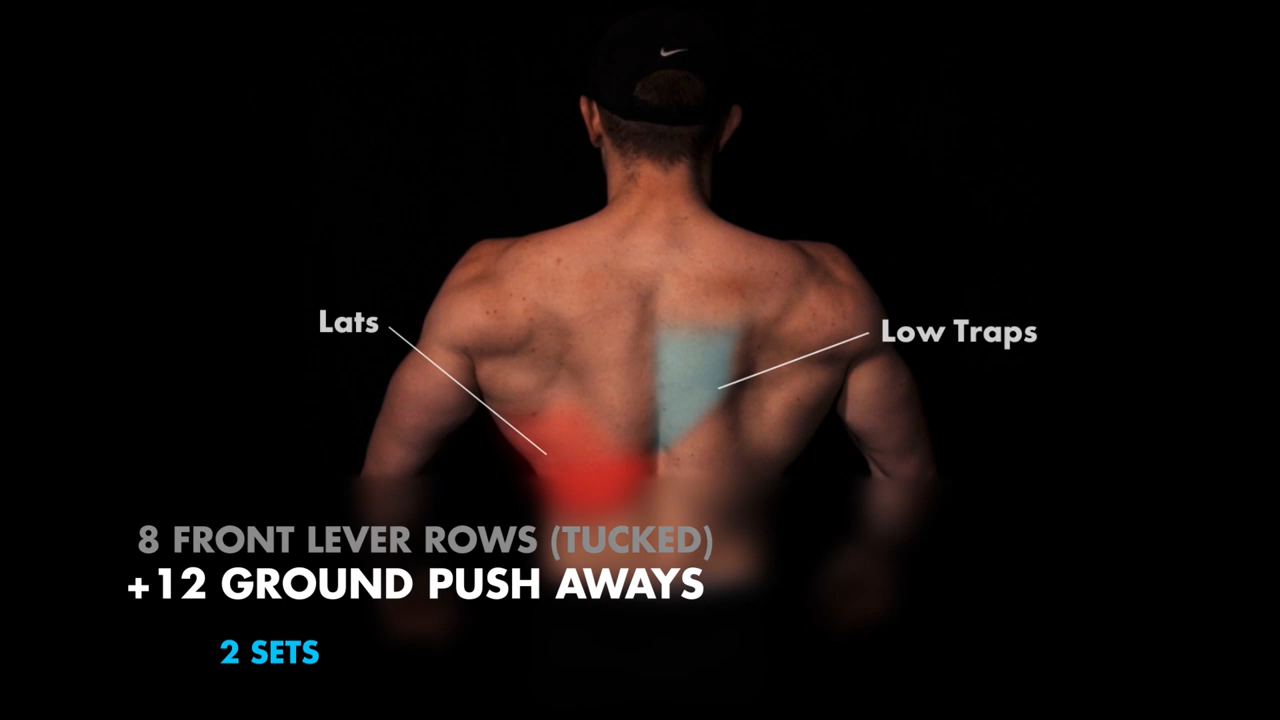 Lats
Low Traps
8 FRONT LEVER ROWS (TUCKED)
+12 GROUND PUSH AWAYS
2 SETS